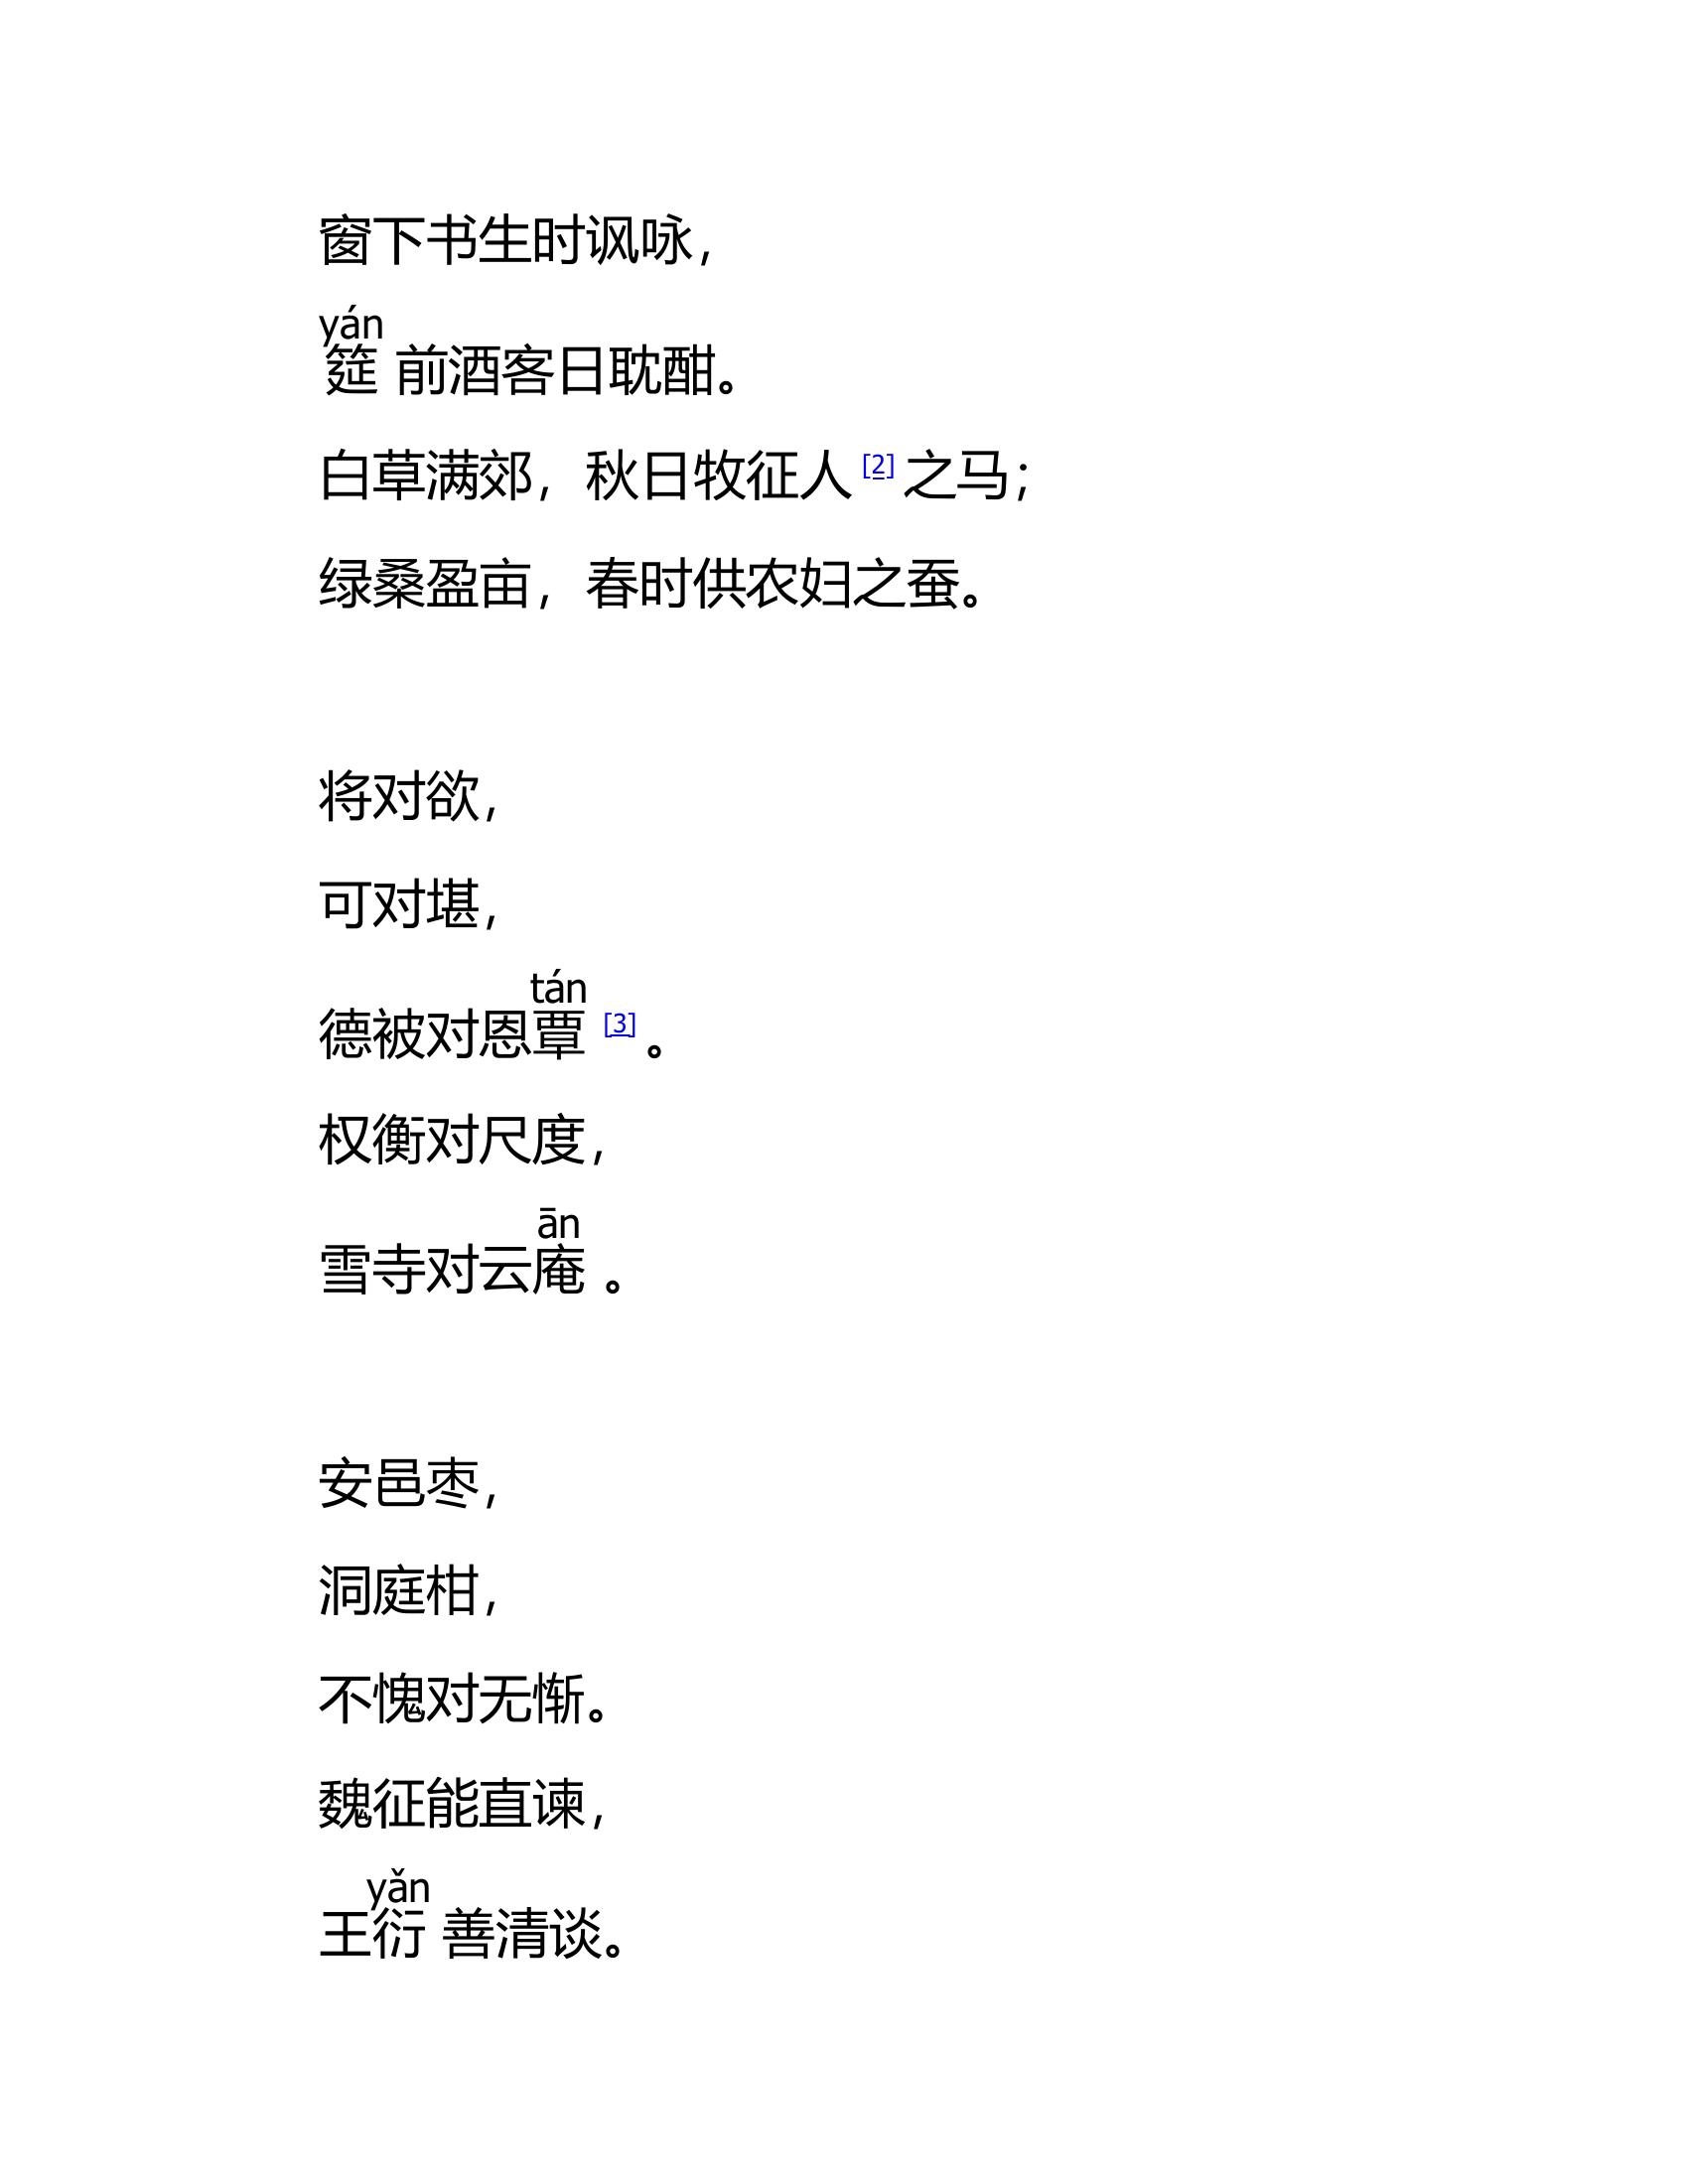 窗下书生时讽咏，
yán
筵 前酒客日耽酣。
白草满郊，秋日牧征人[2]之马；
绿桑盈亩，春时供农妇之蚕。
将对欲，
可对堪，
tán
德被对恩覃 [3]。
权衡对尺度，
ān
雪寺对云庵 。
安邑枣，
洞庭柑，
不愧对无惭。
魏征能直谏，
yǎn
王衍 善清谈。